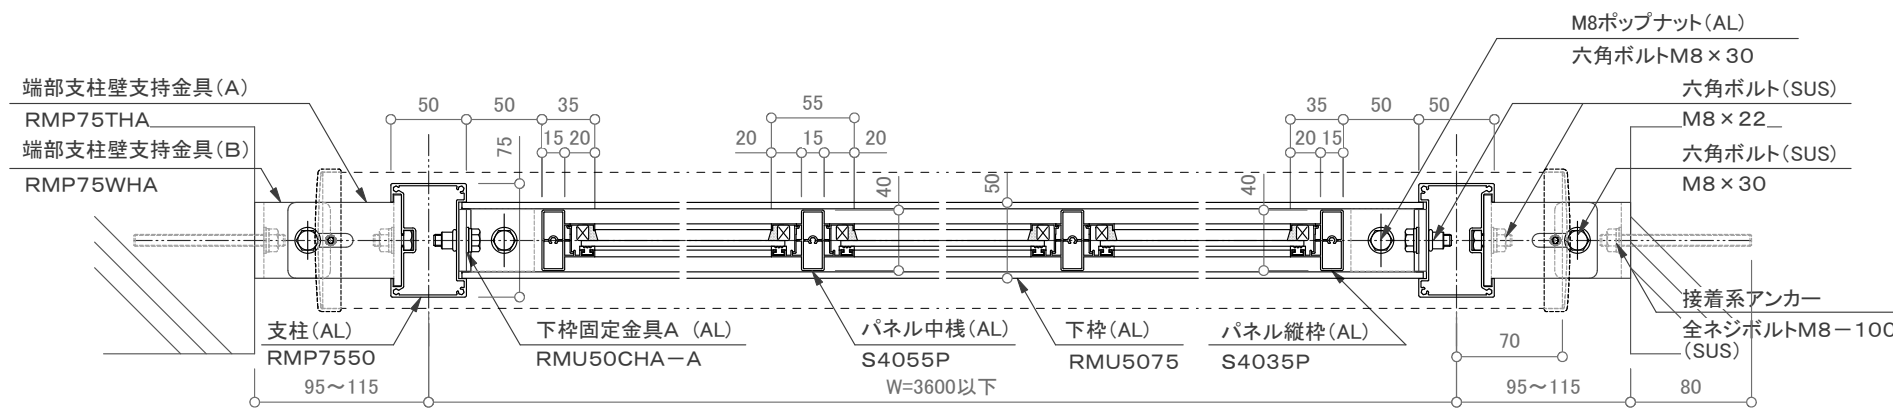 M8ポップナット(AL)
六角ボルトM8×30
端部支柱壁支持金具(A)
RMP75THA
端部支柱壁支持金具(B)
RMP75WHA
六角ボルト(SUS)
M8×22
六角ボルト(SUS)
M8×30
50
50
35
55
35
50
50
15
20
20
15
20
20
15
75
40
50
40
支柱(AL)
RMP7550
下枠固定金具A (AL)
RMU50CHA－A
パネル中桟(AL)
S4055P
下枠(AL)
RMU5075
パネル縦枠(AL)
S4035P
接着系アンカー
全ネジボルトM8－100
(SUS)
70
95～115
W=3600以下
95～115
80